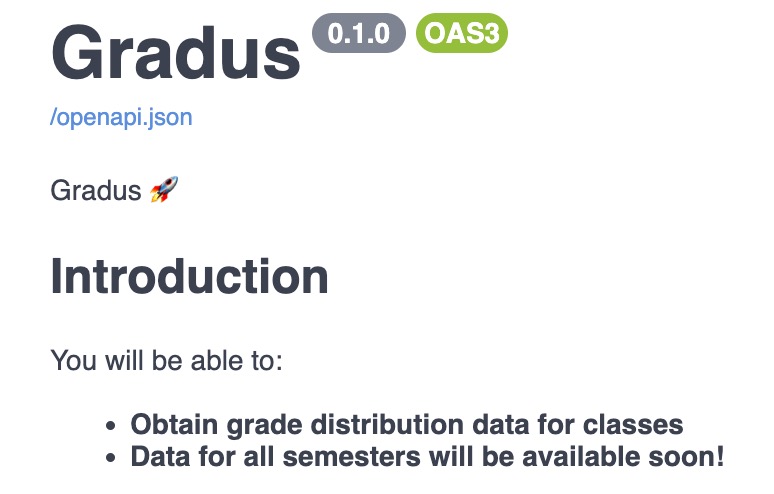 Gradus 0.1.0 OAS3
/openapi.json
Gradus 🚀
Introduction
You will be able to:
• Obtain grade distribution data for classes
• Data for all semesters will be available soon!